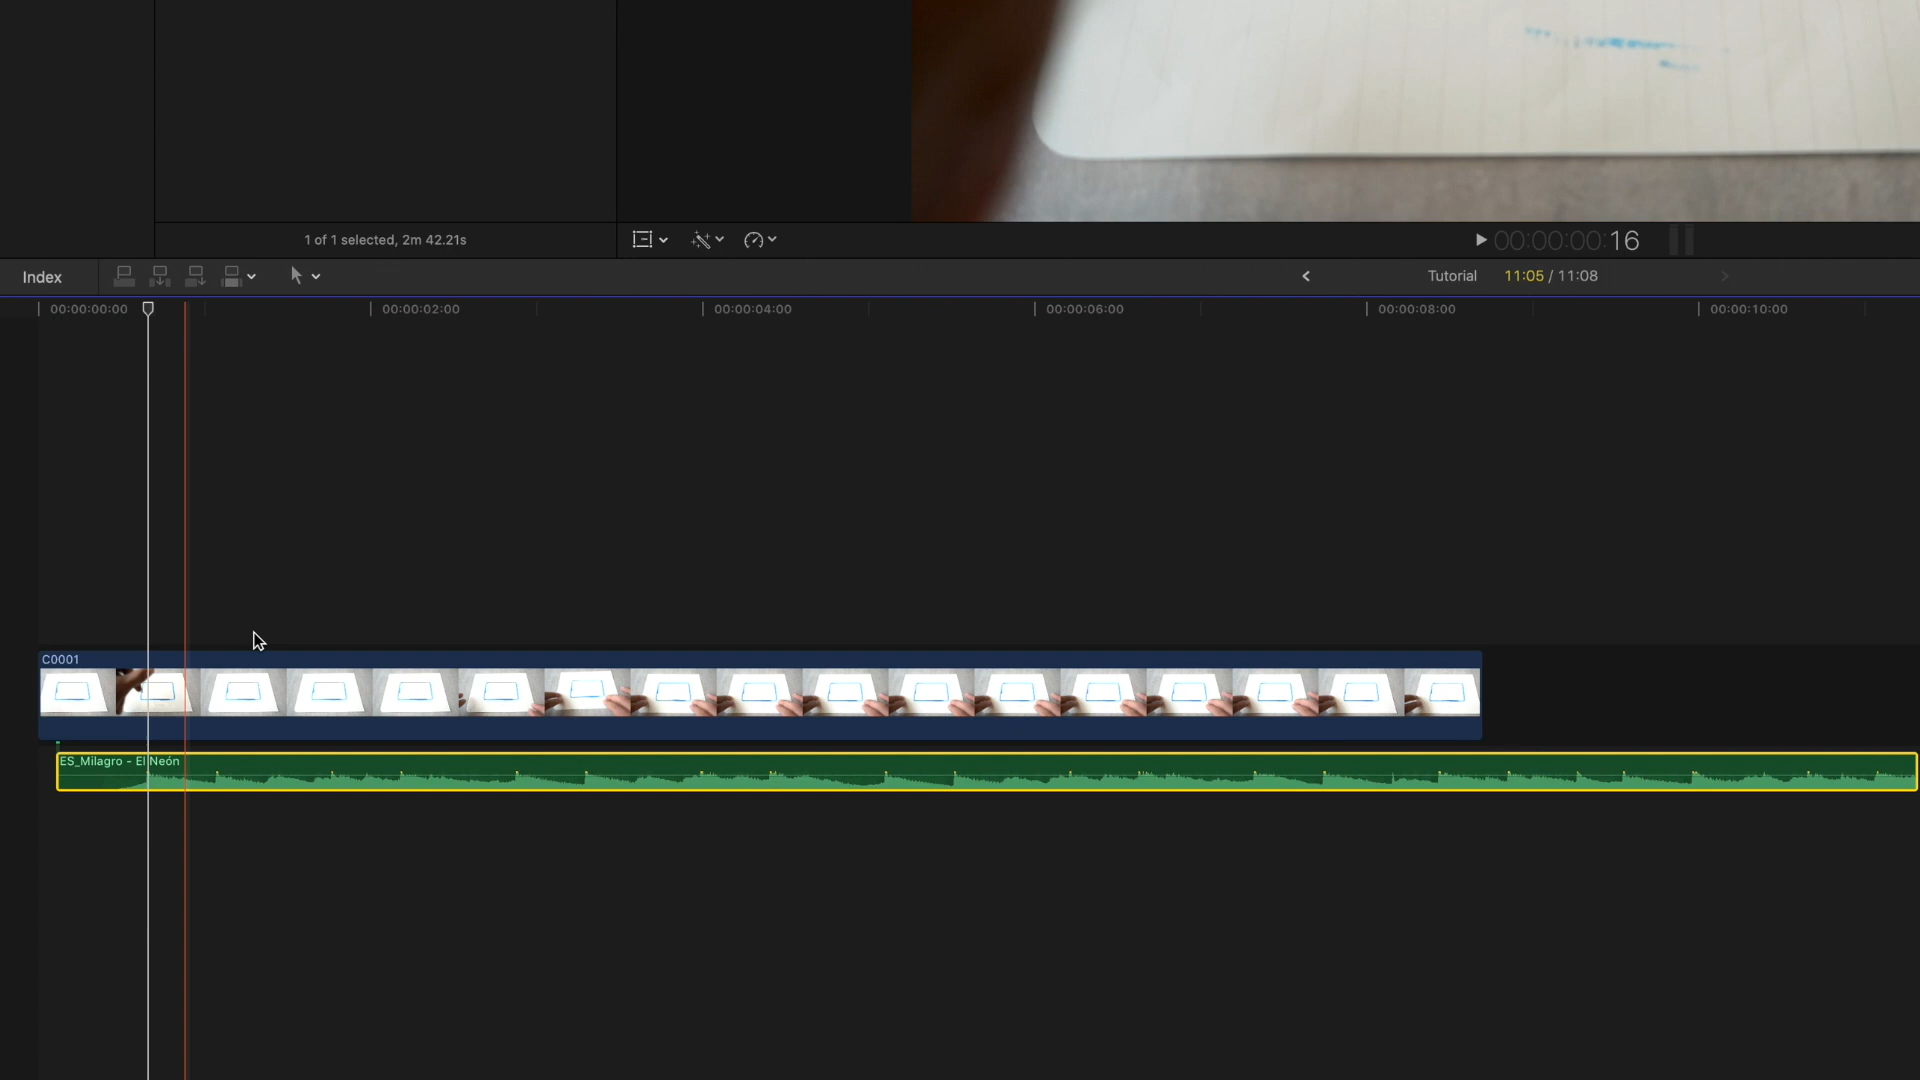 1 of 1 selected, 2m 42.21s
00:00:00:16
Index
Tutorial 11:05 / 11:08
00:00:00:00 00:00:02:00 00:00:04:00 00:00:06:00 00:00:08:00 00:00:10:00
C0001
ES_Milagro - El Neón